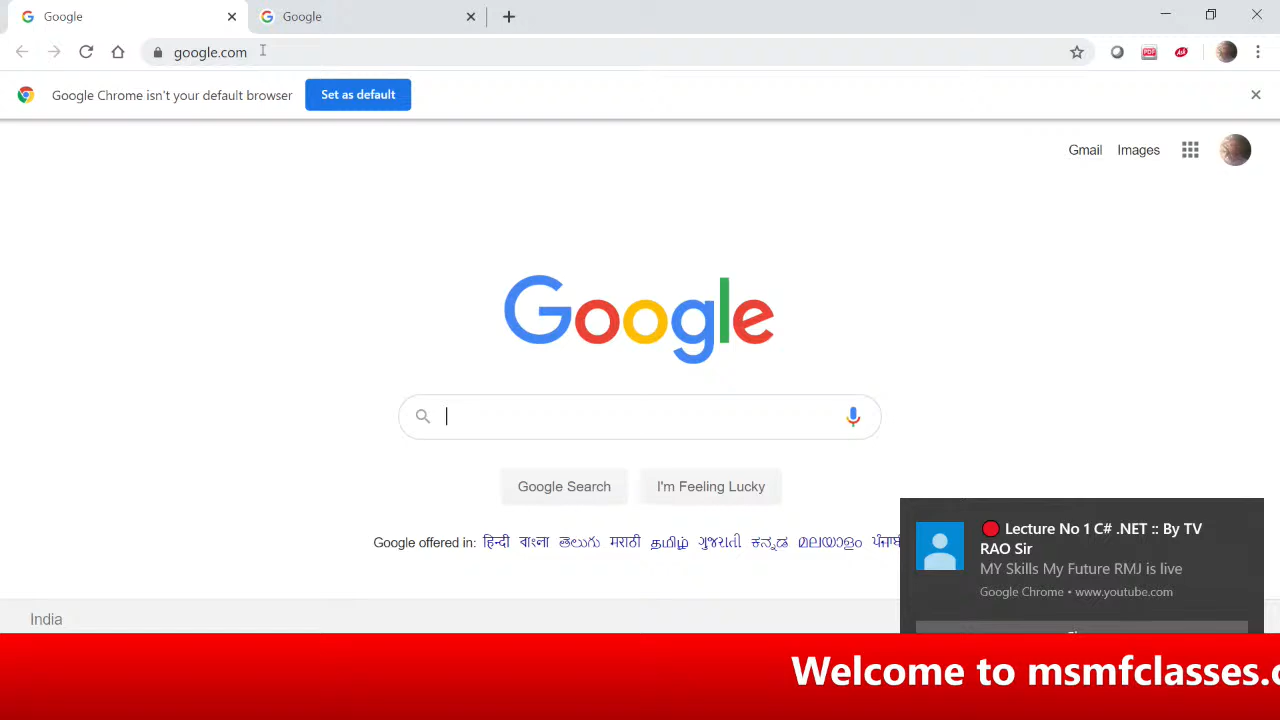 Google
Google
google.com
Google Chrome isn't your default browser
Set as default
Gmail
Images
Google
Google Search
I'm Feeling Lucky
Google offered in: हिन्दी বাংলা తెలుగు मराठी தமிழ் ગુજરાતી ಕನ್ನಡ മലയാളം
Lecture No 1 C# .NET :: By TV
RAO Sir
MY Skills My Future RMJ is live
Google Chrome • www.youtube.com
India
Welcome to msmfclasses.